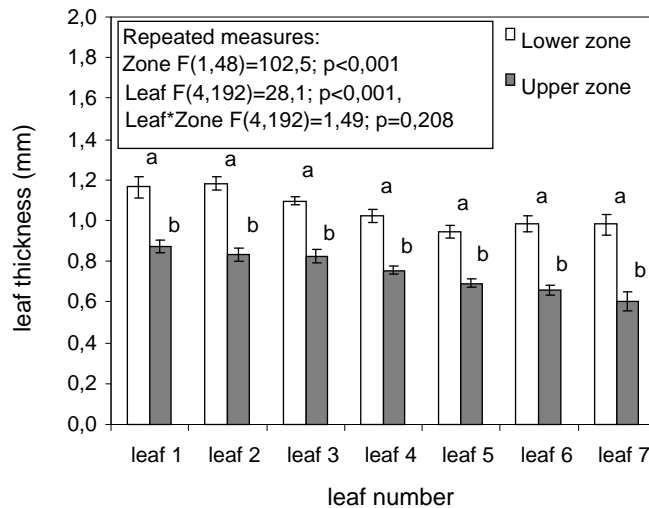 Repeated measures:
Zone F(1,48)=102,5; p<0,001
Leaf F(4,192)=28,1; p<0,001,
Leaf*Zone F(4,192)=1,49; p=0,208
Lower zone
Upper zone
leaf thickness (mm)
2,0
1,8
1,6
1,4
1,2
1,0
0,8
0,6
0,4
0,2
0,0
a b a b a b a b a b a b a b
leaf 1 leaf 2 leaf 3 leaf 4 leaf 5 leaf 6 leaf 7
leaf number